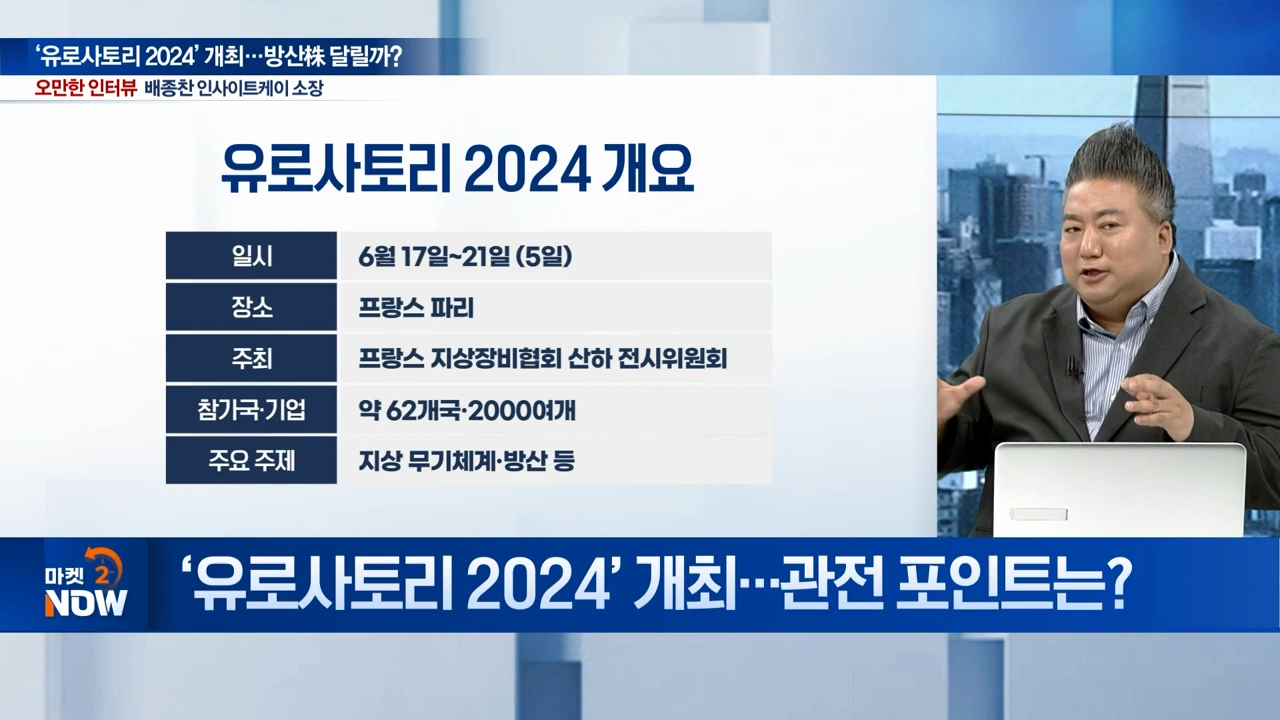 ‘유로사토리 2024’ 개최…방산株 달릴까?
오만한 인터뷰 배종찬 인사이트케이 소장
유로사토리 2024 개요
일시 6월 17일~21일 (5일)
장소 프랑스 파리
주최 프랑스 지상장비협회 산하 전시위원회
참가국·기업 약 62개국·2000여개
주요 주제 지상 무기체계·방산 등
마켓 2
NOW
‘유로사토리 2024’ 개최…관전 포인트는?